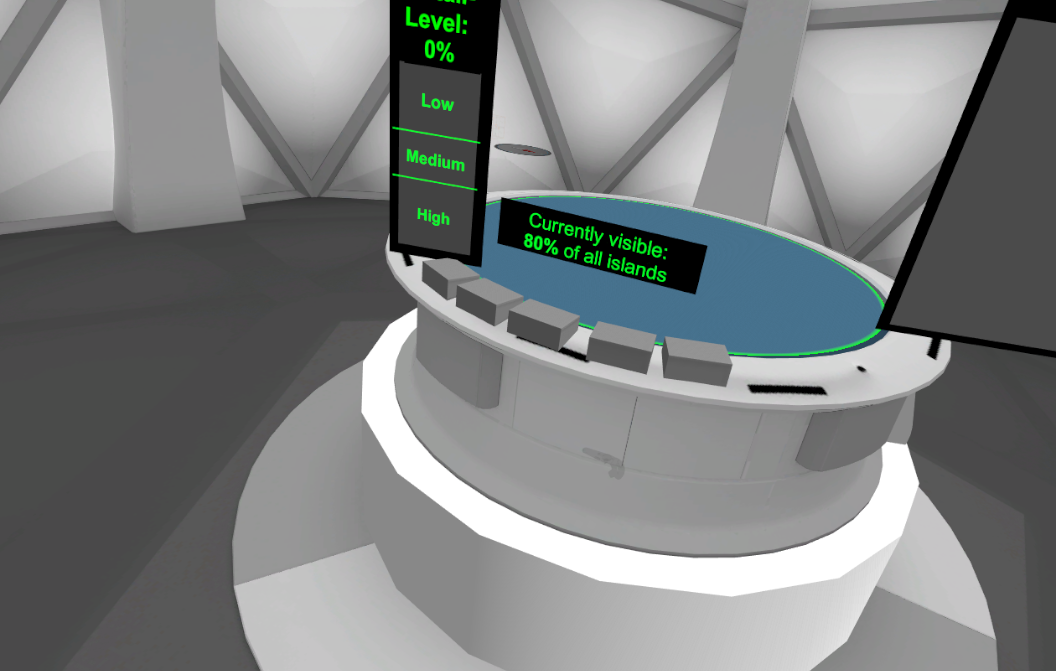 Level:
0%
Low
Medium
High
Currently visible:
80% of all islands